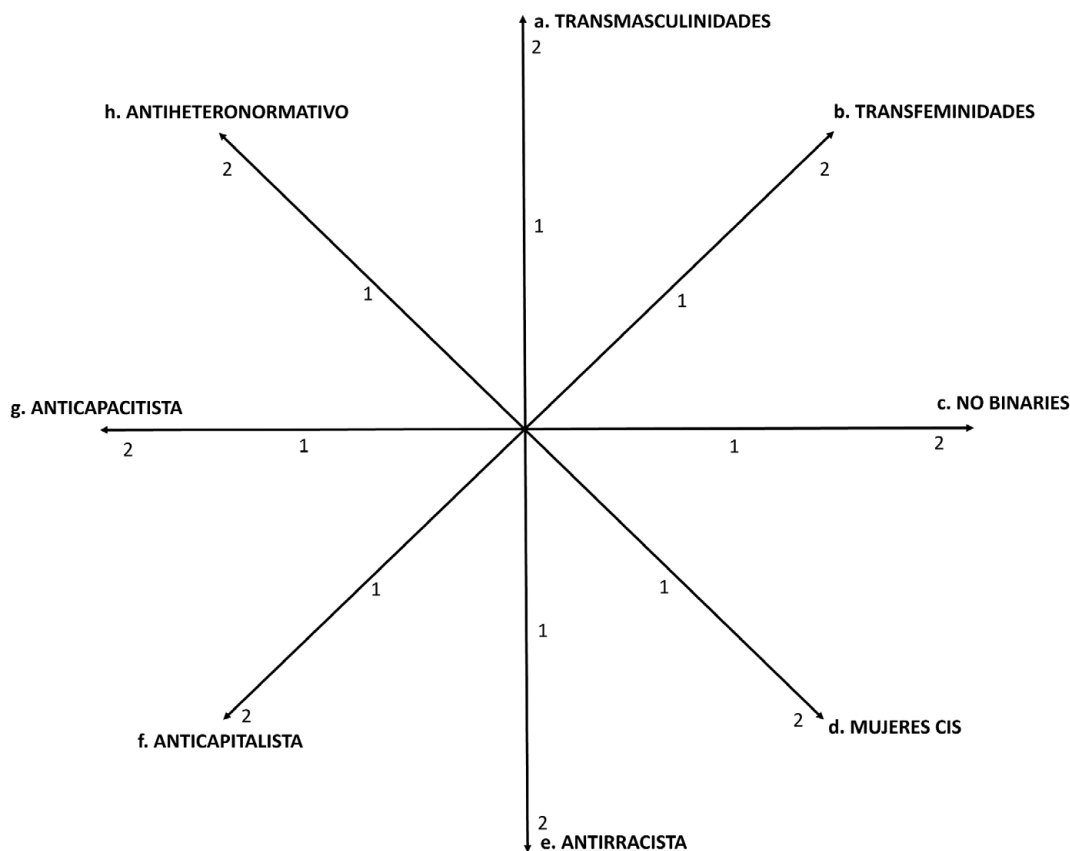 a. TRANSMASCULINIDADES
2
h. ANTIHETERONORMATIVO
b. TRANSFEMINIDADES
2
2
1
1
1
g. ANTICAPACITISTA
c. NO BINARIES
2
1
1
2
1
1
1
2
2
f. ANTICAPITALISTA
d. MUJERES CIS
2
e. ANTIRRACISTA